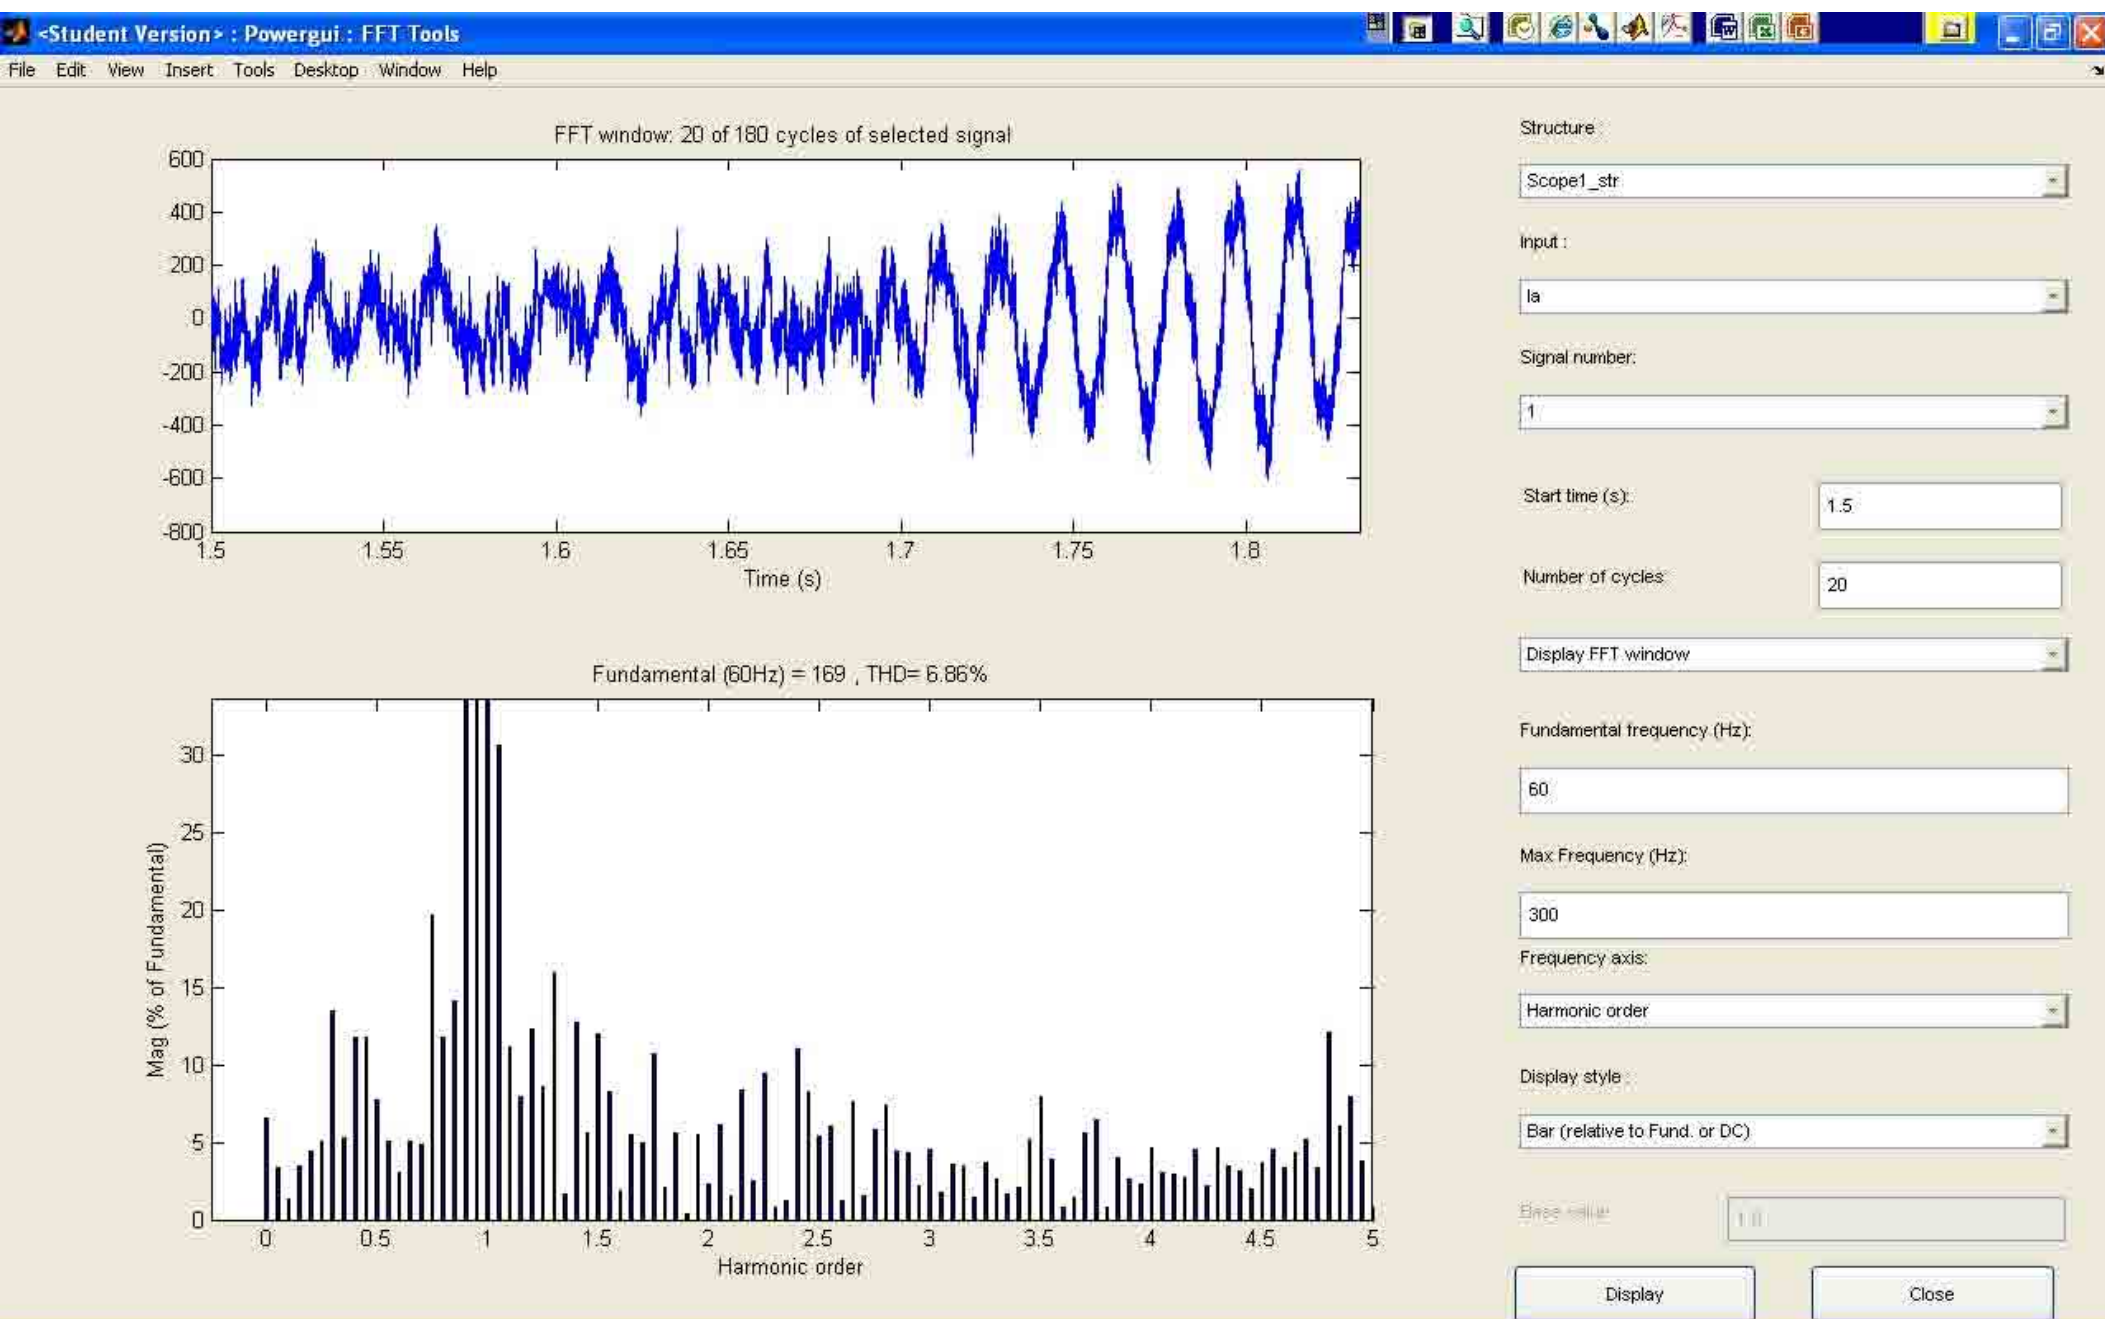 <Student Version> : Powergui : FFT Tools
File Edit View Insert Tools Desktop Window Help
FFT window: 20 of 180 cycles of selected signal
600
400
200
0
-200
-400
-600
-800
1.5 1.55 1.6 1.65 1.7 1.75 1.8
Time (s)
Fundamental (60Hz) = 169 , THD= 6.86%
30
25
20
15
10
5
0
Mag (% of Fundamental)
0 0.5 1 1.5 2 2.5 3 3.5 4 4.5 5
Harmonic order
Structure :
Scope1_str
Input :
Ia
Signal number:
1
Start time (s): 1.5
Number of cycles: 20
Display FFT window
Fundamental frequency (Hz):
60
Max Frequency (Hz):
300
Frequency axis:
Harmonic order
Display style :
Bar (relative to Fund. or DC)
Base value: 1.0
Display Close